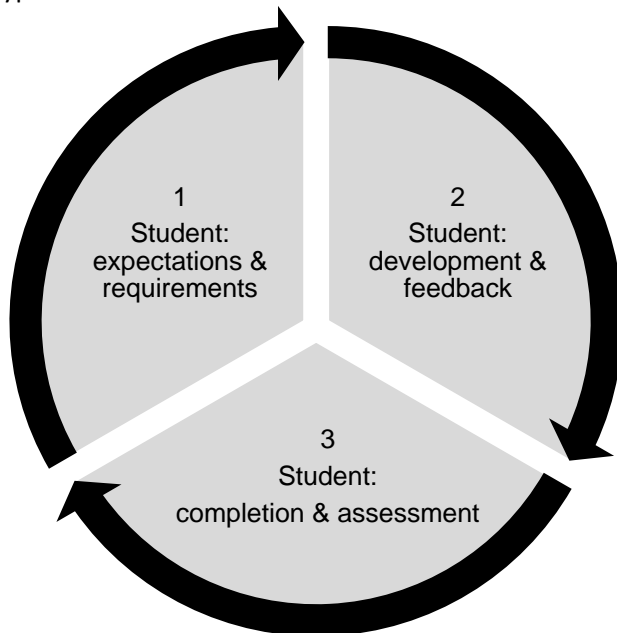 1
Student:
expectations &
requirements
2
Student:
development &
feedback
3
Student:
completion & assessment